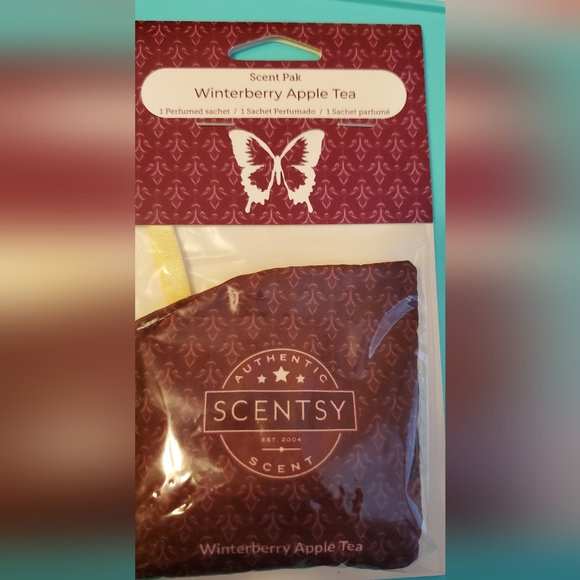 Scent Pak
Winterberry Apple Tea
1 Perfumed sachet / 1 Sachet Perfumado / 1 Sachet parfumé
AUTHENTIC
SCENTSY
EST. 2004
SCENT
Winterberry Apple Tea